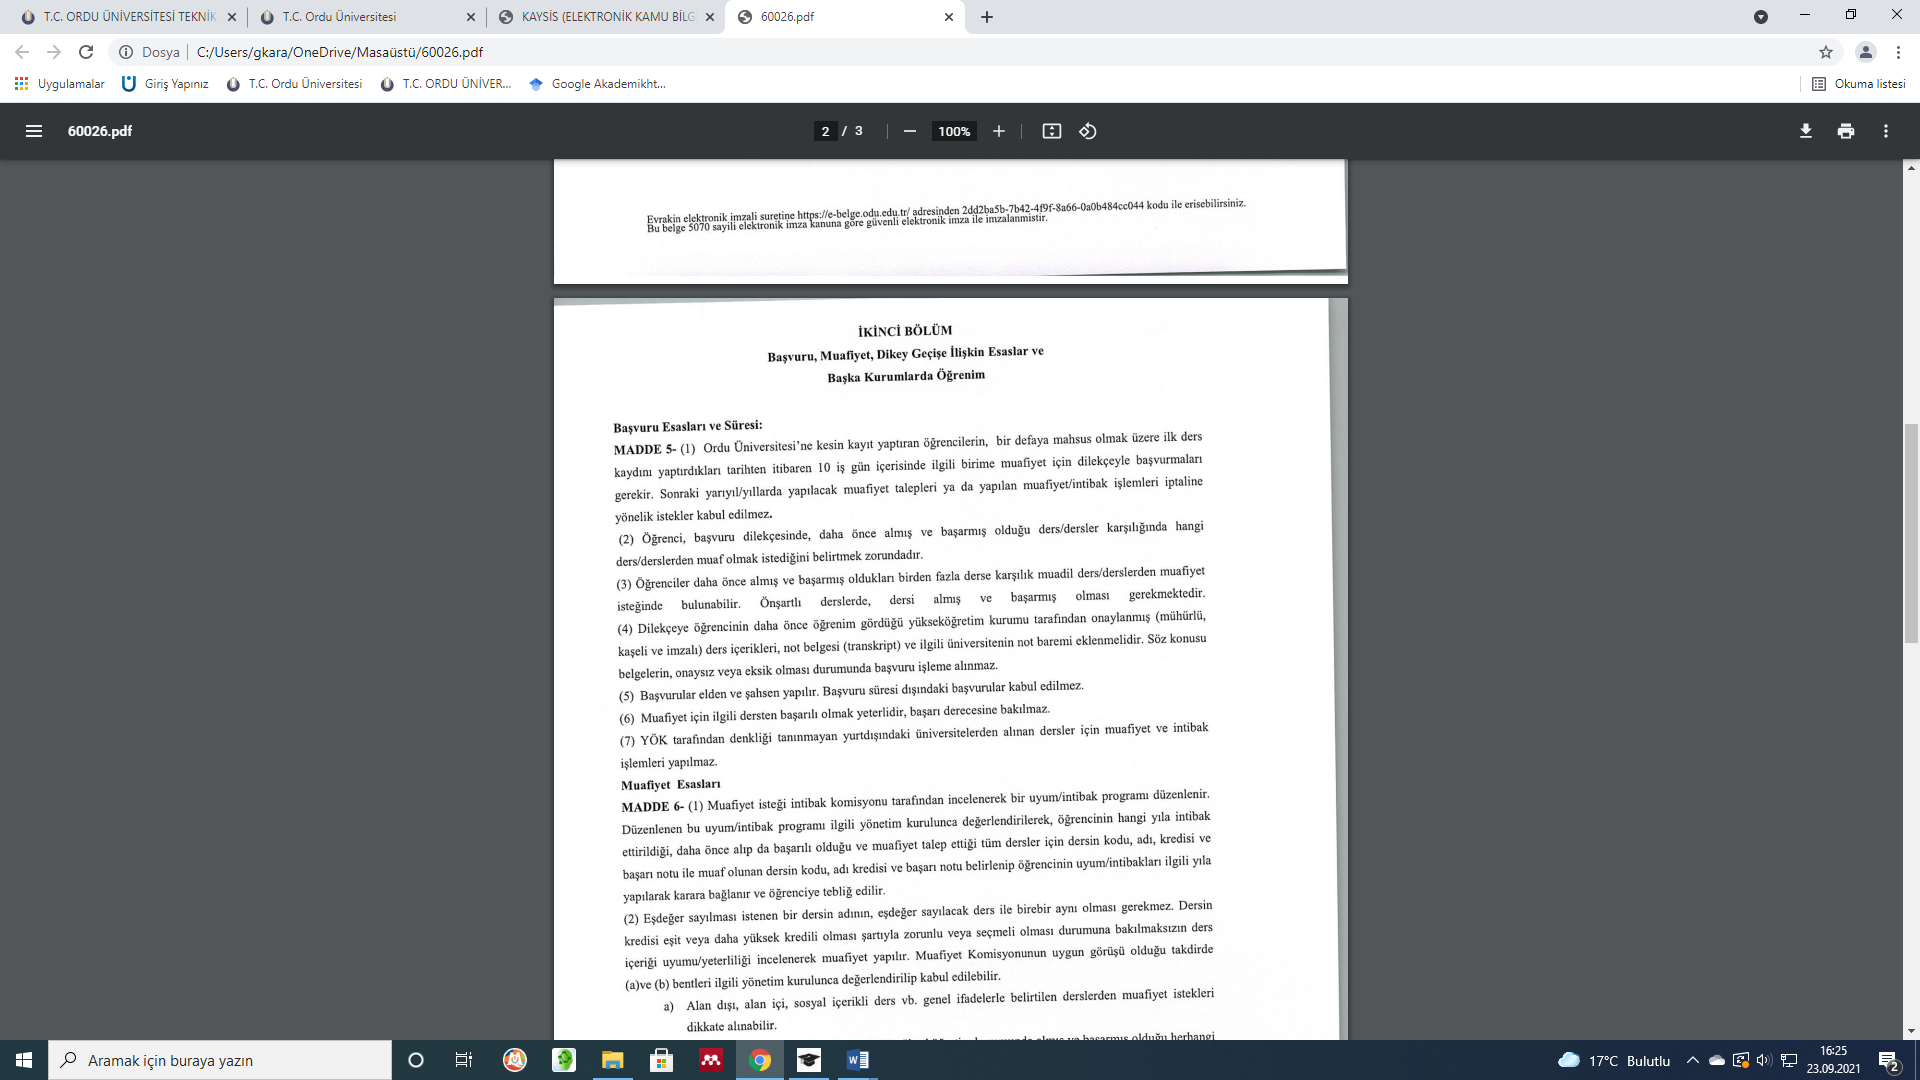 T.C. ORDU ÜNİVERSİTESİ TEKNİK
T.C. Ordu Üniversitesi
KAYSİS (ELEKTRONİK KAMU BİLG
60026.pdf
Dosya
C:/Users/gkara/OneDrive/Masaüstü/60026.pdf
Uygulamalar
Giriş Yapınız
T.C. Ordu Üniversitesi
T.C. ORDU ÜNİVER...
Google Akademikht...
Okuma listesi
60026.pdf
2 / 3
100%
Evrakin elektronik imzali suretine https://e-belge.odu.edu.tr/ adresinden 2dd2ba5b-7b42-4f9f-8a66-0a0b484cc044 kodu ile erisebilirsiniz.
Bu belge 5070 sayili elektronik imza kanuna göre güvenli elektronik imza ile imzalanmistir.
İKİNCİ BÖLÜM
Başvuru, Muafiyet, Dikey Geçişe İlişkin Esaslar ve
Başka Kurumlarda Öğrenim
Başvuru Esasları ve Süresi:
MADDE 5- (1) Ordu Üniversitesi'ne kesin kayıt yaptıran öğrencilerin, bir defaya mahsus olmak üzere ilk ders
kaydını yaptırdıkları tarihten itibaren 10 iş gün içerisinde ilgili birime muafiyet için dilekçeyle başvurmaları
gerekir. Sonraki yarıyıl/yıllarda yapılacak muafiyet talepleri ya da yapılan muafiyet/intibak işlemleri iptaline
yönelik istekler kabul edilmez.
(2) Öğrenci, başvuru dilekçesinde, daha önce almış ve başarmış olduğu ders/dersler karşılığında hangi
ders/derslerden muaf olmak istediğini belirtmek zorundadır.
(3) Öğrenciler daha önce almış ve başarmış oldukları birden fazla derse karşılık muadil ders/derslerden muafiyet
isteğinde bulunabilir. Önşartlı derslerde, dersi almış ve başarmış olması gerekmektedir.
(4) Dilekçeye öğrencinin daha önce öğrenim gördüğü yükseköğretim kurumu tarafından onaylanmış (mühürlü,
kaşeli ve imzalı) ders içerikleri, not belgesi (transkript) ve ilgili üniversitenin not baremi eklenmelidir. Söz konusu
belgelerin, onaysız veya eksik olması durumunda başvuru işleme alınmaz.
(5) Başvurular elden ve şahsen yapılır. Başvuru süresi dışındaki başvurular kabul edilmez.
(6) Muafiyet için ilgili dersten başarılı olmak yeterlidir, başarı derecesine bakılmaz.
(7) YÖK tarafından denkliği tanınmayan yurtdışındaki üniversitelerden alınan dersler için muafiyet ve intibak
işlemleri yapılmaz.
Muafiyet Esasları
MADDE 6- (1) Muafiyet isteği intibak komisyonu tarafından incelenerek bir uyum/intibak programı düzenlenir.
Düzenlenen bu uyum/intibak programı ilgili yönetim kurulunca değerlendirilerek, öğrencinin hangi yıla intibak
ettirildiği, daha önce alıp da başarılı olduğu ve muafiyet talep ettiği tüm dersler için dersin kodu, adı, kredisi ve
başarı notu ile muaf olunan dersin kodu, adı kredisi ve başarı notu belirlenip öğrencinin uyum/intibakları ilgili yıla
yapılarak karara bağlanır ve öğrenciye tebliğ edilir.
(2) Eşdeğer sayılması istenen bir dersin adının, eşdeğer sayılacak ders ile birebir aynı olması gerekmez. Dersin
kredisi eşit veya daha yüksek kredili olması şartıyla zorunlu veya seçmeli olması durumuna bakılmaksızın ders
içeriği uyumu/yeterliliği incelenerek muafiyet yapılır. Muafiyet Komisyonunun uygun görüşü olduğu takdirde
(a)ve (b) bentleri ilgili yönetim kurulunca değerlendirilip kabul edilebilir.
a) Alan dışı, alan içi, sosyal içerikli ders vb. genel ifadelerle belirtilen derslerden muafiyet istekleri
dikkate alınabilir.
almış ve başarmış olduğu herhangi
Aramak için buraya yazın
17°C Bulutlu
16:25
23.09.2021
2